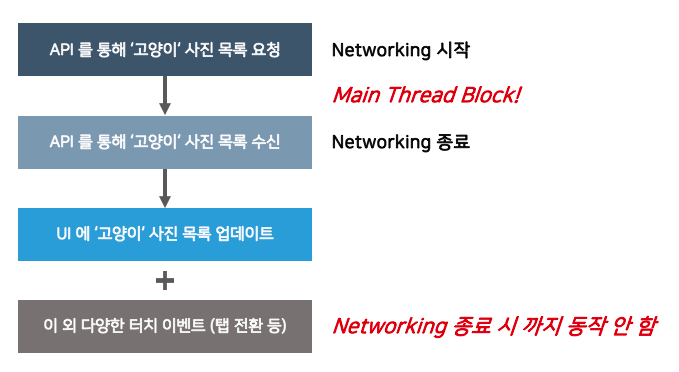 API 를 통해 ‘고양이‘ 사진 목록 요청
Networking 시작
Main Thread Block!
API 를 통해 ‘고양이‘ 사진 목록 수신
Networking 종료
UI 에 ‘고양이‘ 사진 목록 업데이트
+
이 외 다양한 터치 이벤트 (탭 전환 등)
Networking 종료 시 까지 동작 안 함